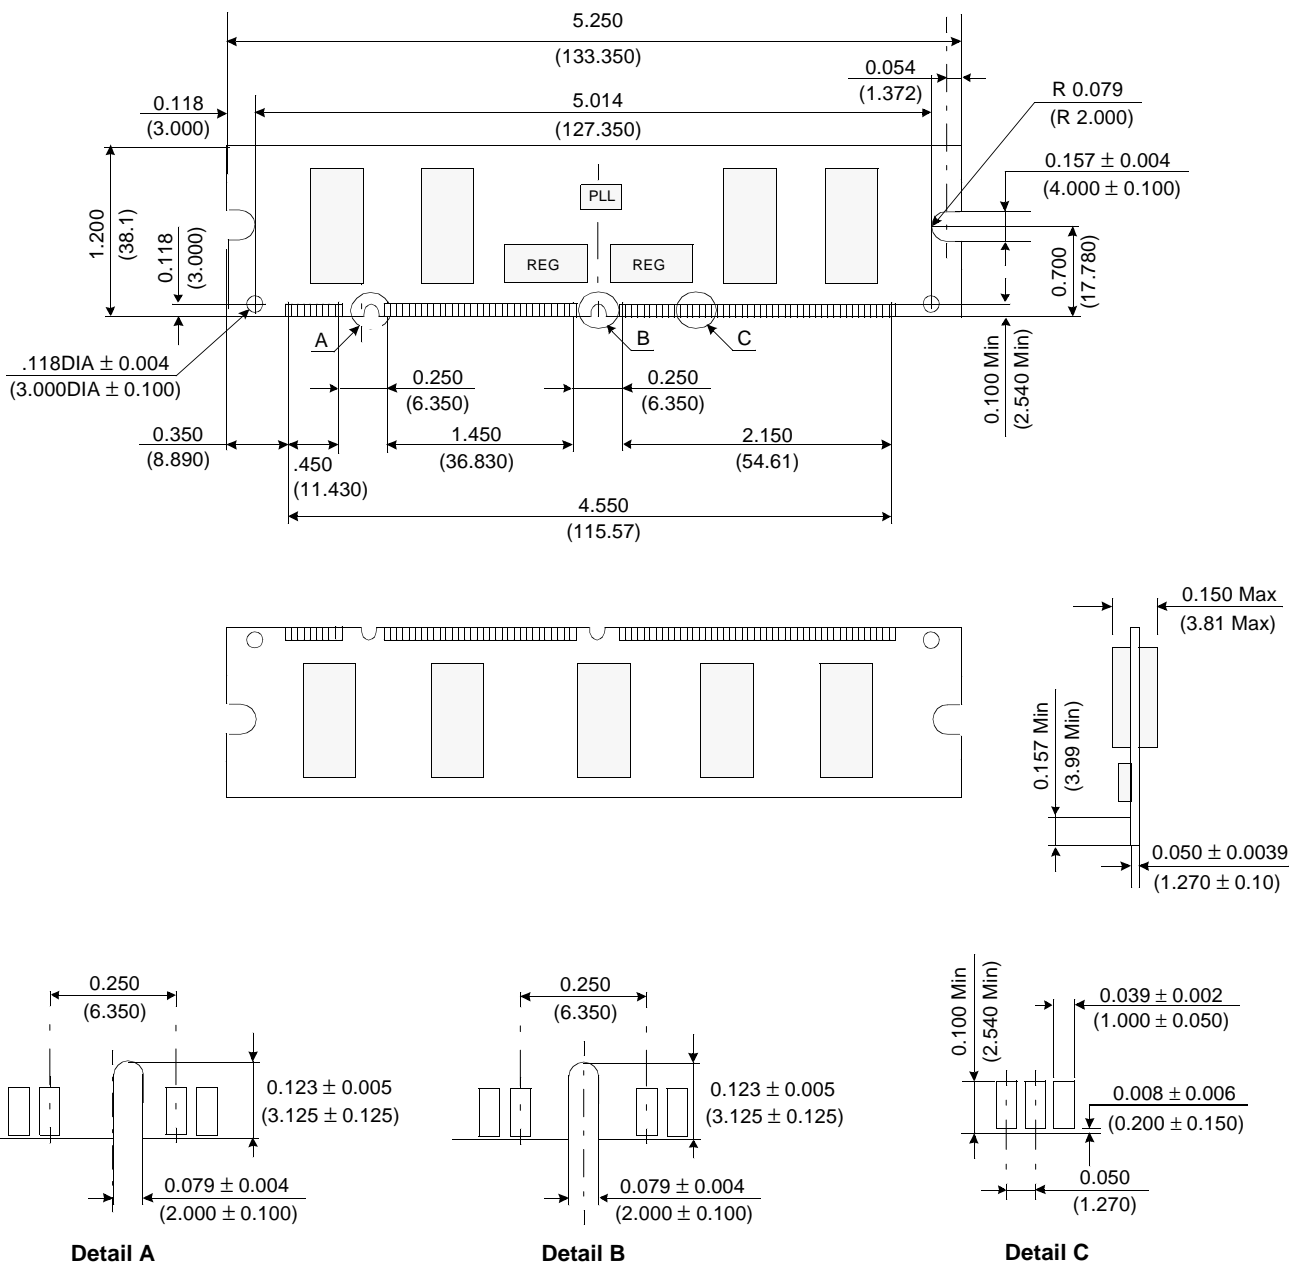 5.250
(133.350)
0.054
(1.372)
R 0.079
(R 2.000)
0.118
(3.000)
5.014
(127.350)
0.157 ± 0.004
(4.000 ± 0.100)
PLL
1.200
(38.1)
0.118
(3.000)
REG
REG
0.700
(17.780)
A
B
C
.118DIA ± 0.004
(3.000DIA ± 0.100)
0.250
(6.350)
0.250
(6.350)
0.100 Min
(2.540 Min)
0.350
(8.890)
.450
(11.430)
1.450
(36.830)
2.150
(54.61)
4.550
(115.57)
0.150 Max
(3.81 Max)
0.157 Min
(3.99 Min)
0.050 ± 0.0039
(1.270 ± 0.10)
0.250
(6.350)
0.123 ± 0.005
(3.125 ± 0.125)
0.079 ± 0.004
(2.000 ± 0.100)
Detail A
0.250
(6.350)
0.123 ± 0.005
(3.125 ± 0.125)
0.079 ± 0.004
(2.000 ± 0.100)
Detail B
0.100 Min
(2.540 Min)
0.039 ± 0.002
(1.000 ± 0.050)
0.008 ± 0.006
(0.200 ± 0.150)
0.050
(1.270)
Detail C